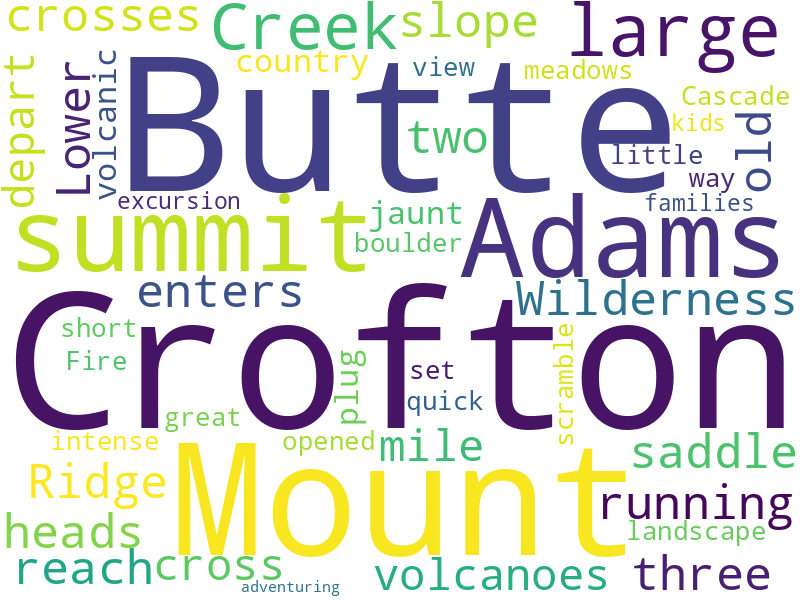 crosses
Creek
slope
large
country
view
meadows
depart
Lower
volcanic
Butte
two
Cascade
kids
little
old
way
excursion
families
summit
jaunt
boulder
Adams
enters
Wilderness
short
Fire
Crofton
plug
set
quick
scramble
great
intense
opened
mile
saddle
Ridge
Mount
running
heads
landscape
reach
cross
adventuring
volcanoes
three